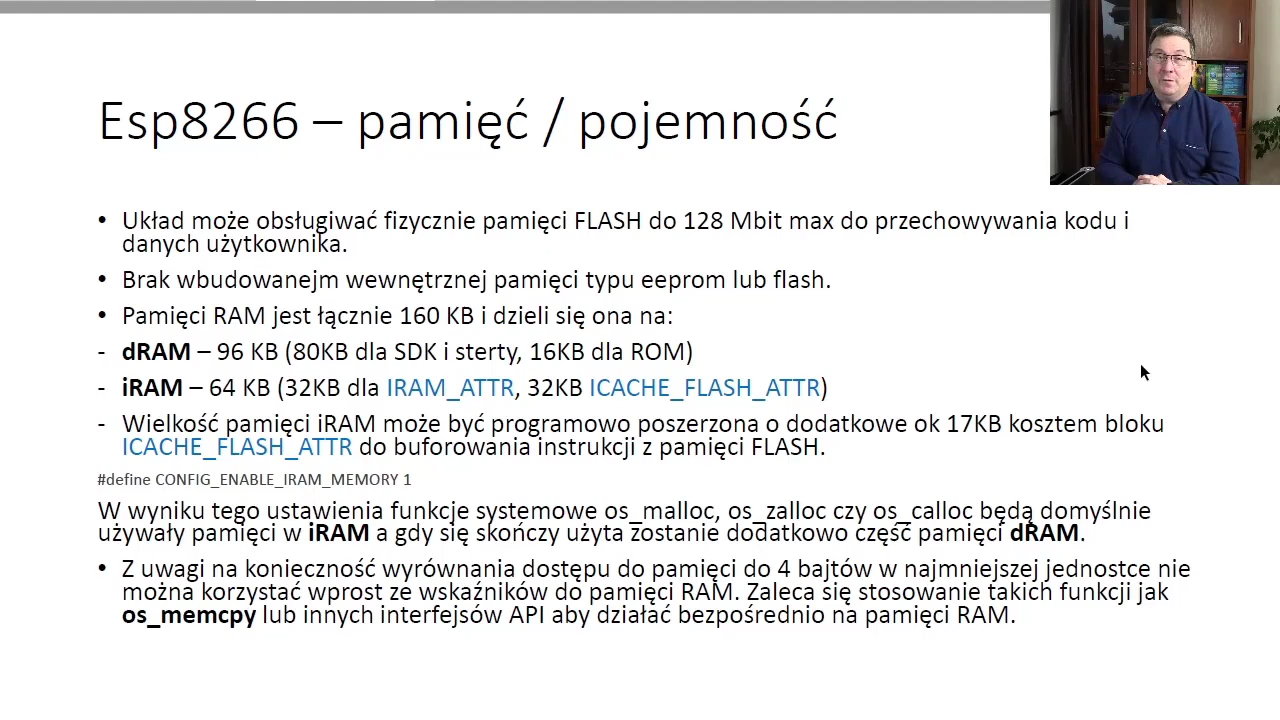 Esp8266 – pamięć / pojemność
• Układ może obsługiwać fizycznie pamięci FLASH do 128 Mbit max do przechowywania kodu i
danych użytkownika.
• Brak wbudowanejm wewnętrznej pamięci typu eeprom lub flash.
• Pamięci RAM jest łącznie 160 KB i dzieli się ona na:
- dRAM – 96 KB (80KB dla SDK i sterty, 16KB dla ROM)
- iRAM – 64 KB (32KB dla IRAM_ATTR, 32KB ICACHE_FLASH_ATTR)
- Wielkość pamięci iRAM może być programowo poszerzona o dodatkowe ok 17KB kosztem bloku
ICACHE_FLASH_ATTR do buforowania instrukcji z pamięci FLASH.
#define CONFIG_ENABLE_IRAM_MEMORY 1
W wyniku tego ustawienia funkcje systemowe os_malloc, os_zalloc czy os_calloc będą domyślnie
używały pamięci w iRAM a gdy się skończy użyta zostanie dodatkowo część pamięci dRAM.
• Z uwagi na konieczność wyrównania dostępu do pamięci do 4 bajtów w najmniejszej jednostce nie
można korzystać wprost ze wskaźników do pamięci RAM. Zaleca się stosowanie takich funkcji jak
os_memcpy lub innych interfejsów API aby działać bezpośrednio na pamięci RAM.